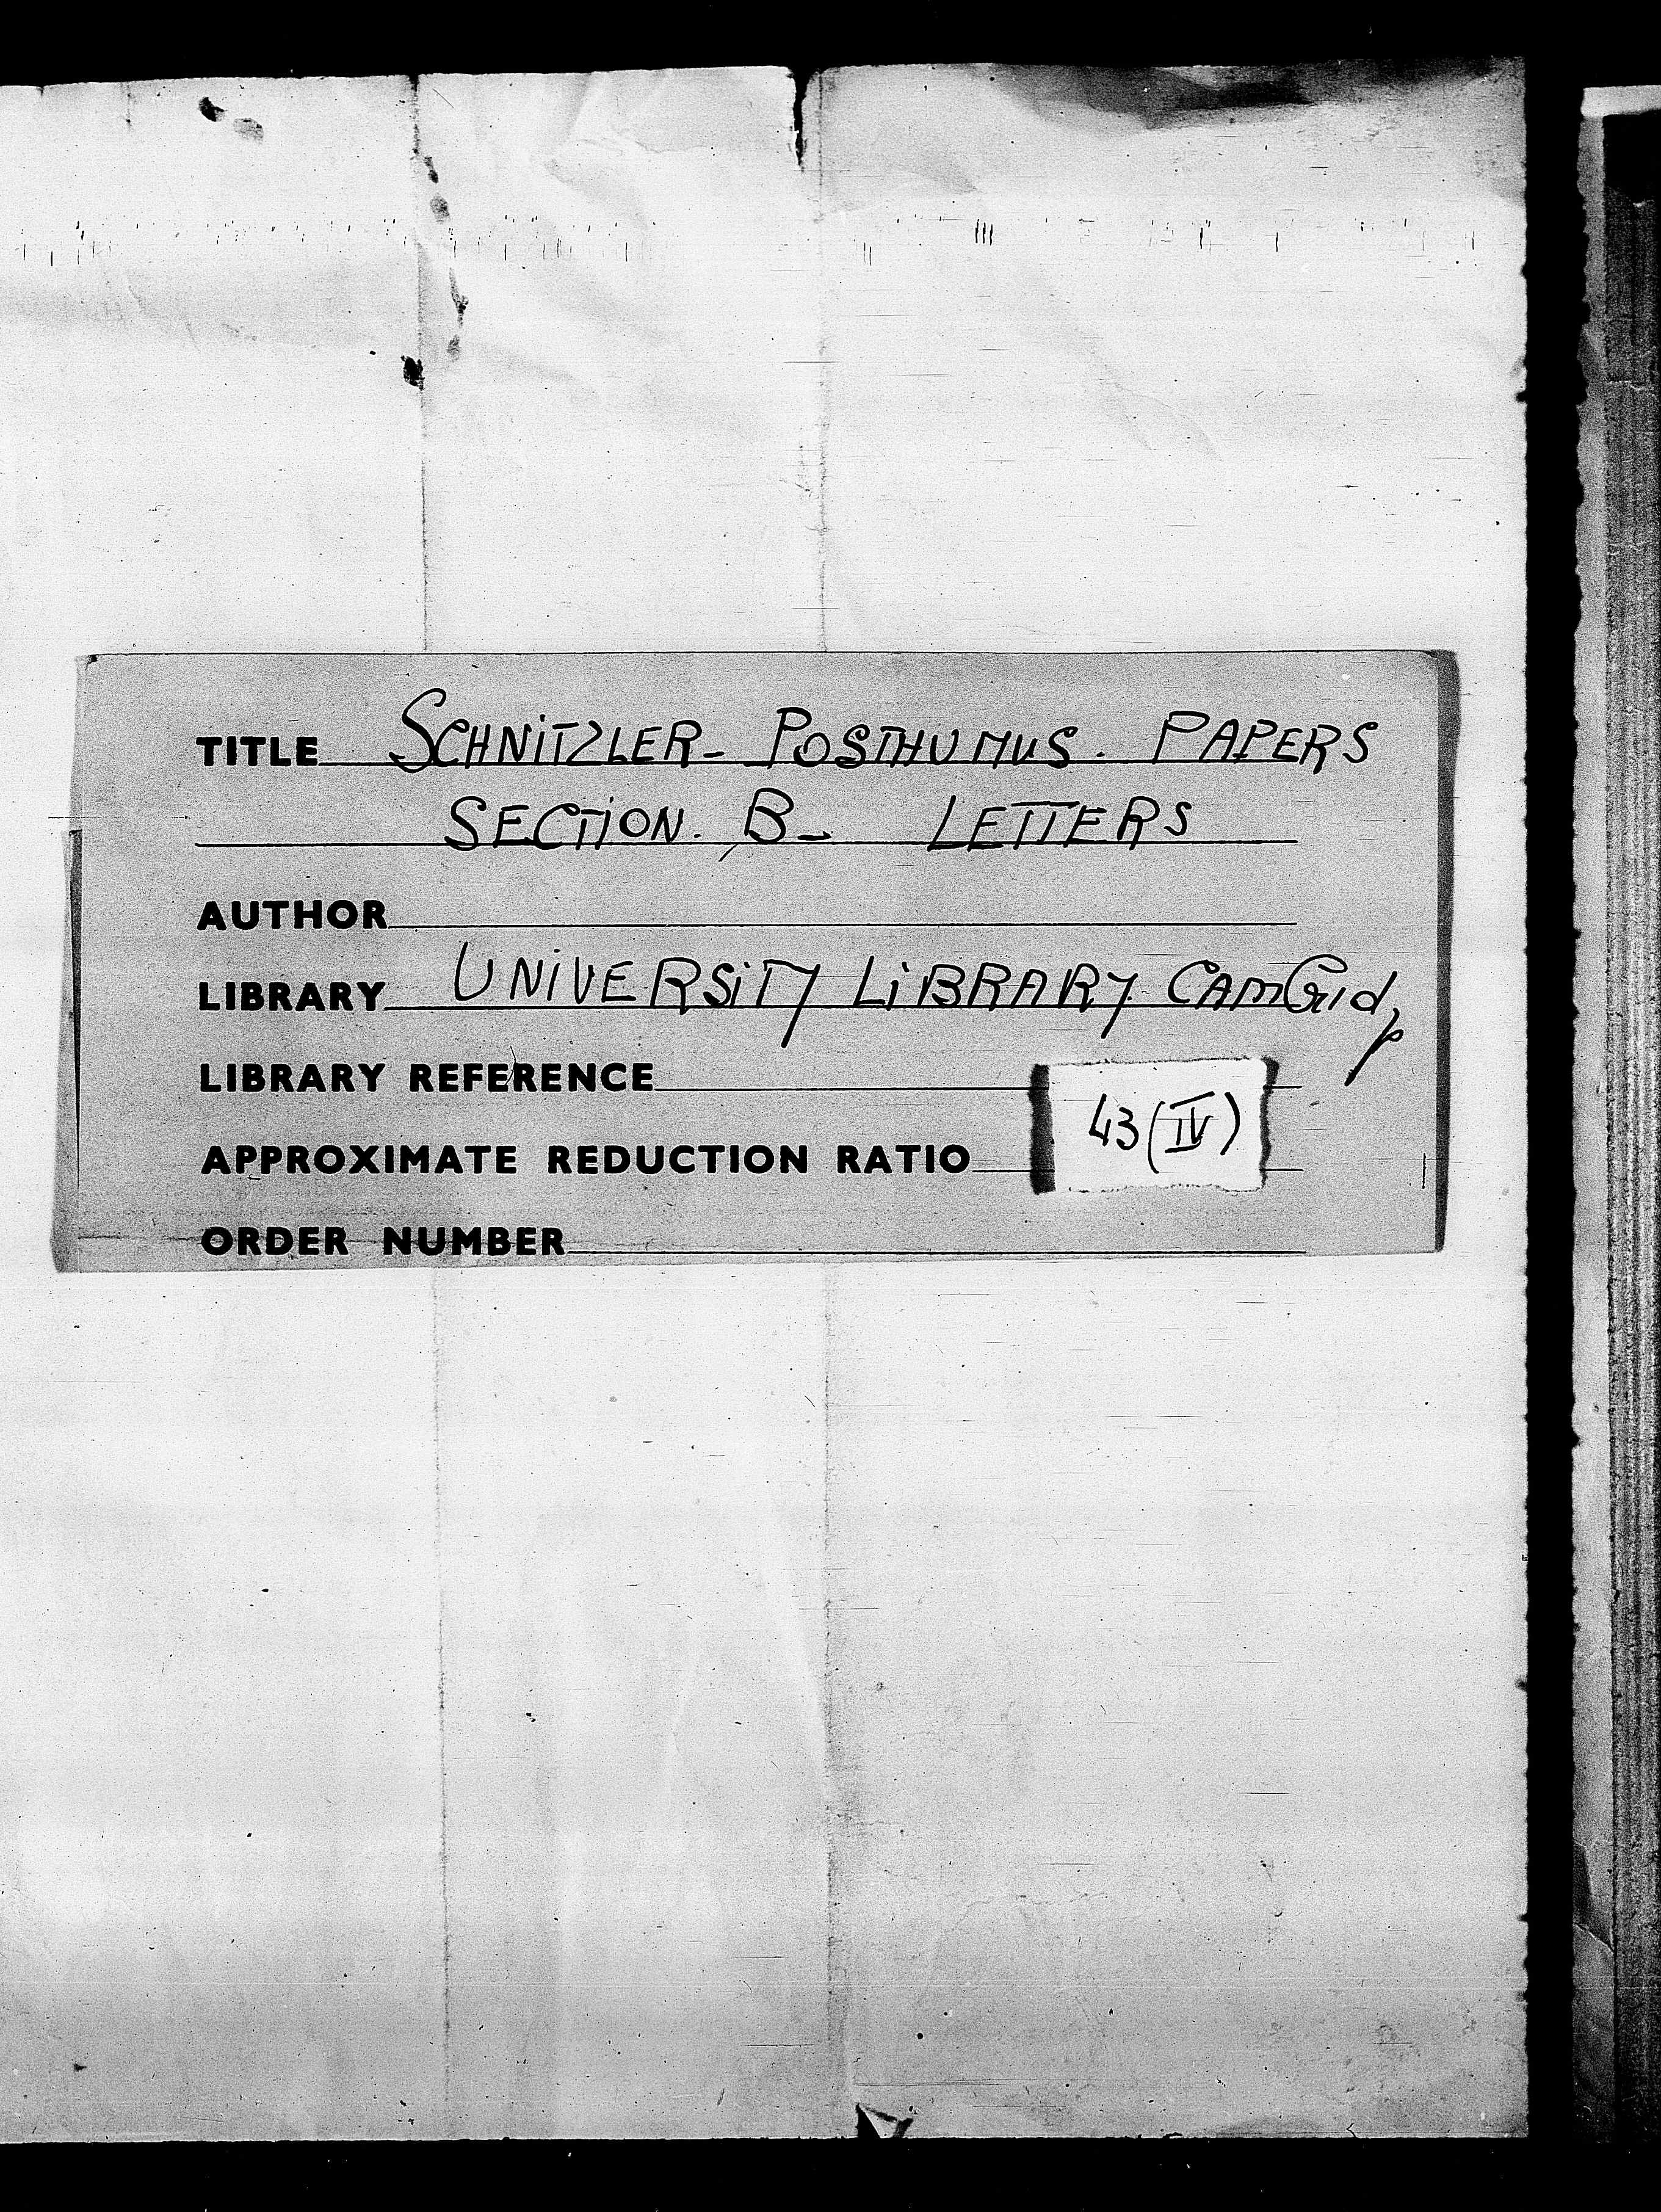 TITLE SCHNITZLER- POSTHUMUS. PAPERS
SECTION. B- LETTERS
AUTHOR
LIBRARY UNIVERSITY LIBRARY CAMBridge
LIBRARY REFERENCE
43 (IV)
APPROXIMATE REDUCTION RATIO
ORDER NUMBER